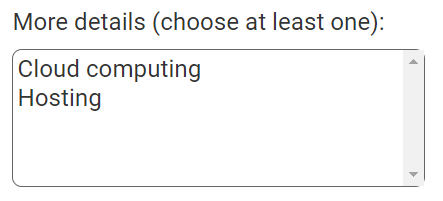 More details (choose at least one):
Cloud computing
Hosting